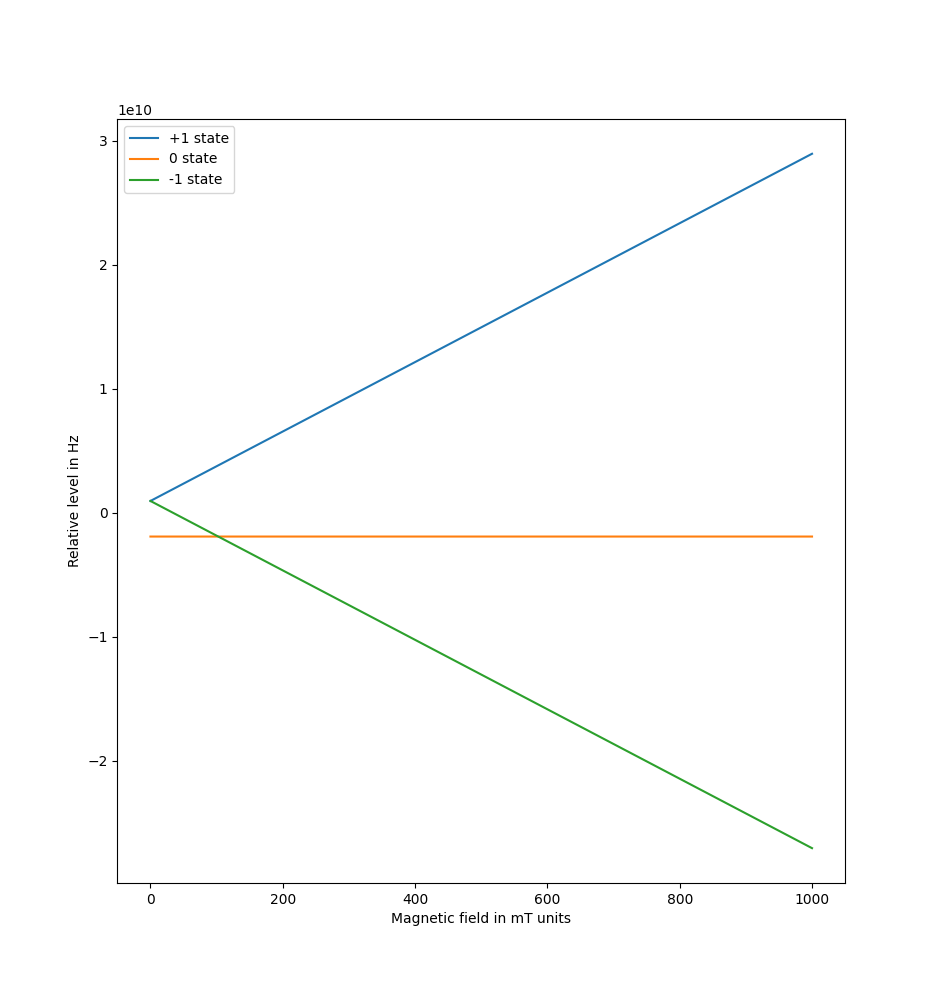 1e10
+1 state
0 state
-1 state
3
2
1
0
−1
−2
Relative level in Hz
0 200 400 600 800 1000
Magnetic field in mT units